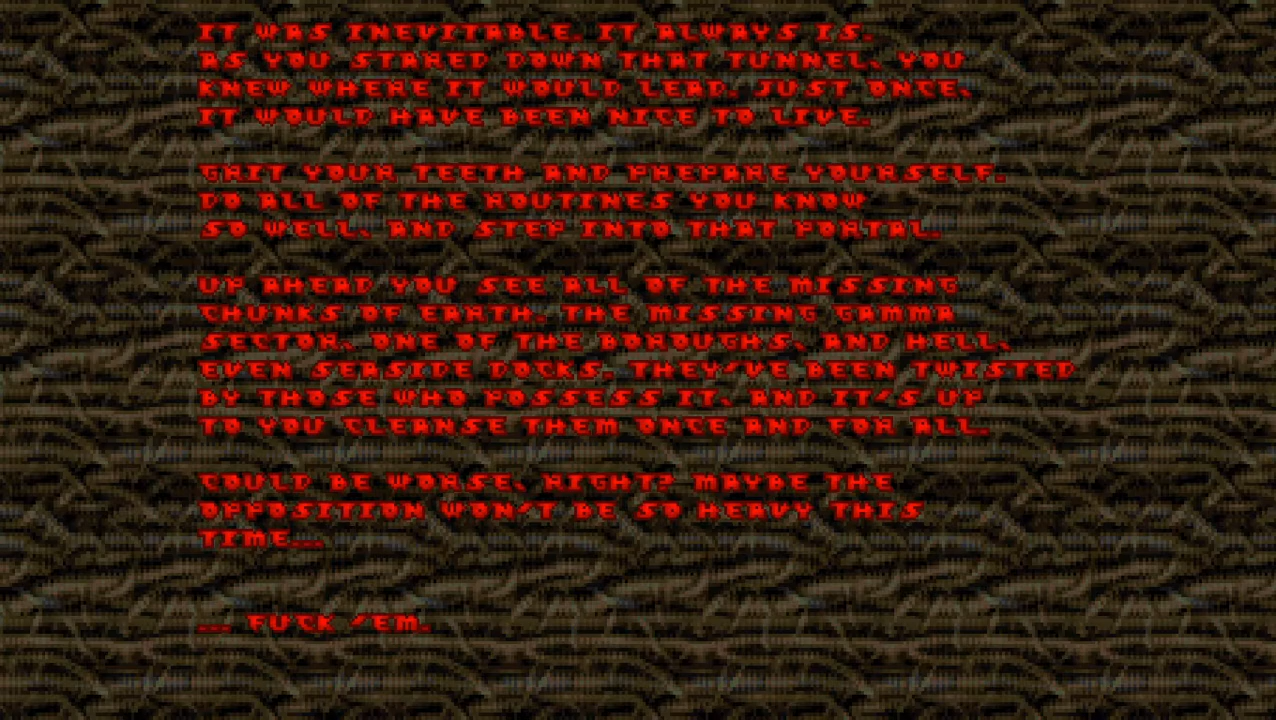 IT WAS INEVITABLE. IT ALWAYS IS.
AS YOU STARED DOWN THAT TUNNEL, YOU
KNEW WHERE IT WOULD LEAD. JUST ONCE,
IT WOULD HAVE BEEN NICE TO LIVE.
GRIT YOUR TEETH AND PREPARE YOURSELF.
DO ALL OF THE ROUTINES YOU KNOW
SO WELL, AND STEP INTO THAT PORTAL.
UP AHEAD YOU SEE ALL OF THE MISSING
CHUNKS OF EARTH. THE MISSING GAMMA
SECTOR, ONE OF THE BOROUGHS, AND HELL,
EVEN SEASIDE DOCKS. THEY'VE BEEN TWISTED
BY THOSE WHO POSSESS IT, AND IT'S UP
TO YOU CLEANSE THEM ONCE AND FOR ALL.
COULD BE WORSE, RIGHT? MAYBE THE
OPPOSITION WON'T BE SO HEAVY THIS
TIME...
... FUCK 'EM.